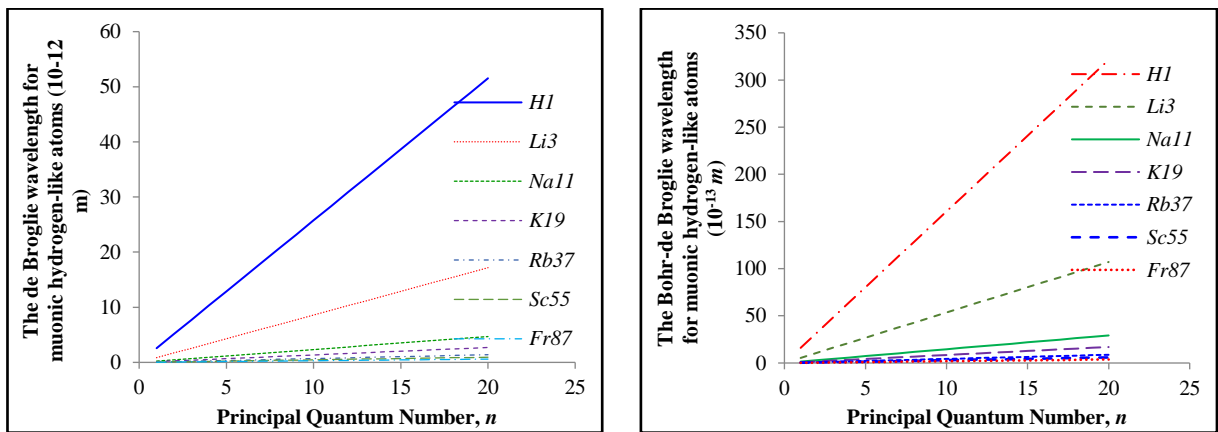 The de Broglie wavelength for
muonic hydrogen-like atoms (10-12
m)
60
50
40
30
20
10
0
0 5 10 15 20 25
Principal Quantum Number, n
H1
Li3
Na11
K19
Rb37
Sc55
Fr87
The Bohr-de Broglie wavelength
for muonic hydrogen-like atoms
(10-13 m)
350
300
250
200
150
100
50
0
0 5 10 15 20 25
Principal Quantum Number, n
H1
Li3
Na11
K19
Rb37
Sc55
Fr87